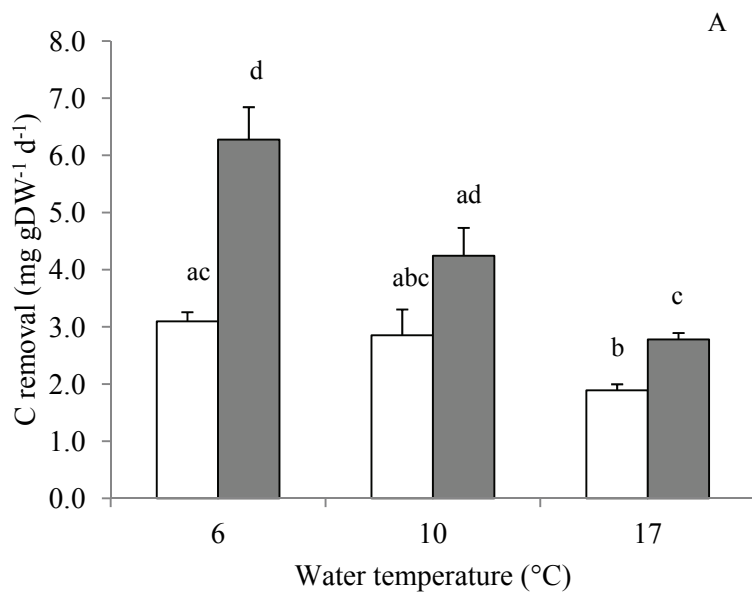 A
8.0
7.0
6.0
5.0
4.0
3.0
2.0
1.0
0.0
C removal (mg gDW⁻¹ d⁻¹)
ac
d
abc
ad
b
c
6
10
17
Water temperature (°C)